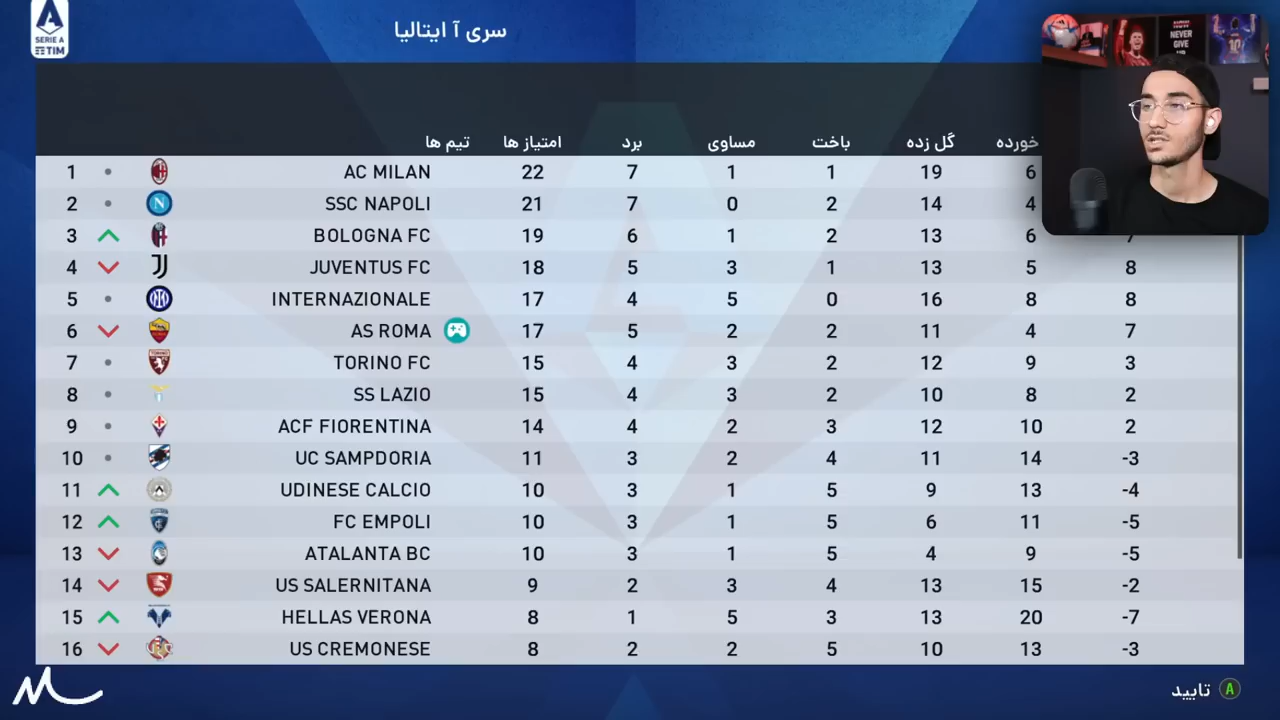 SERIE A
TIM
سری آ ایتالیا
NEVER
GIVE
UP
10
تیم ها امتیاز ها برد مساوی باخت گل زده خورده
1 AC MILAN 22 7 1 1 19 6
2 N SSC NAPOLI 21 7 0 2 14 4
3 BOLOGNA FC 19 6 1 2 13 6 7
4 JUVENTUS FC 18 5 3 1 13 5 8
5 INTERNAZIONALE 17 4 5 0 16 8 8
6 AS ROMA 17 5 2 2 11 4 7
7 TORINO FC 15 4 3 2 12 9 3
8 SS LAZIO 15 4 3 2 10 8 2
9 ACF FIORENTINA 14 4 2 3 12 10 2
10 UC SAMPDORIA 11 3 2 4 11 14 -3
11 UDINESE CALCIO 10 3 1 5 9 13 -4
12 FC EMPOLI 10 3 1 5 6 11 -5
13 ATALANTA BC 10 3 1 5 4 9 -5
14 US SALERNITANA 9 2 3 4 13 15 -2
15 HELLAS VERONA 8 1 5 3 13 20 -7
16 US CREMONESE 8 2 2 5 10 13 -3
تایید A